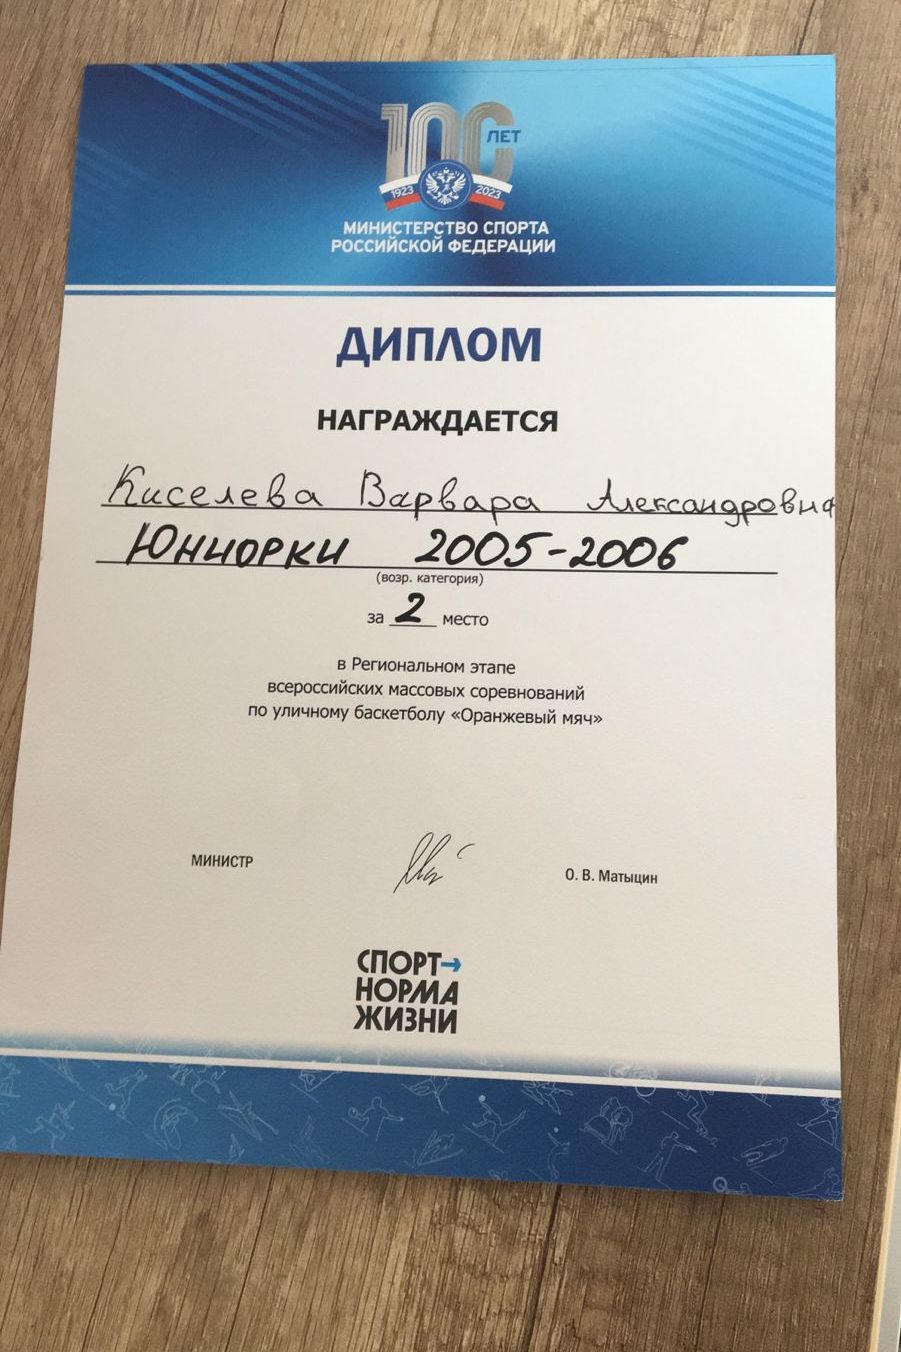 100 ЛЕТ
1923 2023
МИНИСТЕРСТВО СПОРТА
РОССИЙСКОЙ ФЕДЕРАЦИИ
ДИПЛОМ
НАГРАЖДАЕТСЯ
Киселева Варвара Александровна
Юниорки 2005-2006
(возр. категория)
за 2 место
в Региональном этапе
всероссийских массовых соревнований
по уличному баскетболу «Оранжевый мяч»
МИНИСТР О. В. Матыцин
СПОРТ→
НОРМА
ЖИЗНИ